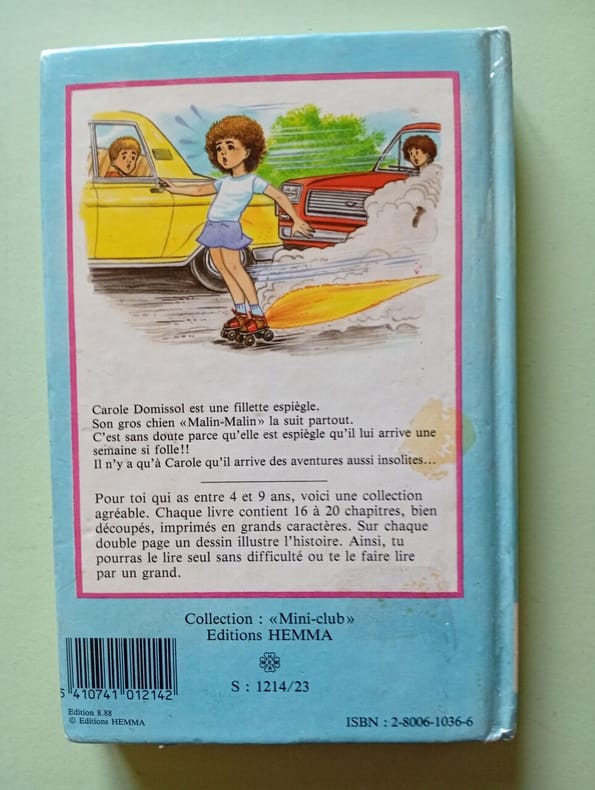 Carole Domissol est une fillette espiègle.
Son gros chien «Malin-Malin» la suit partout.
C'est sans doute parce qu'elle est espiègle qu'il lui arrive une
semaine si folle!!
Il n'y a qu'à Carole qu'il arrive des aventures aussi insolites...
Pour toi qui as entre 4 et 9 ans, voici une collection
agréable. Chaque livre contient 16 à 20 chapitres, bien
découpés, imprimés en grands caractères. Sur chaque
double page un dessin illustre l'histoire. Ainsi, tu
pourras le lire seul sans difficulté ou te le faire lire
par un grand.
Collection : «Mini-club»
Editions HEMMA
S : 1214/23
5 410741 012142
Edition 8.88
© Editions HEMMA
ISBN : 2-8006-1036-6